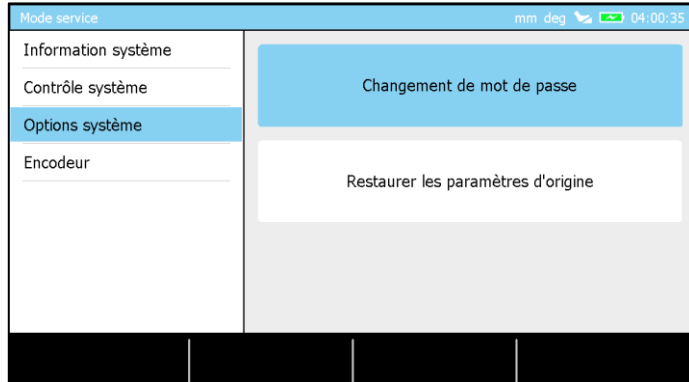 Mode service
mm deg 04:00:35
Information système
Contrôle système
Options système
Encodeur
Changement de mot de passe
Restaurer les paramètres d'origine